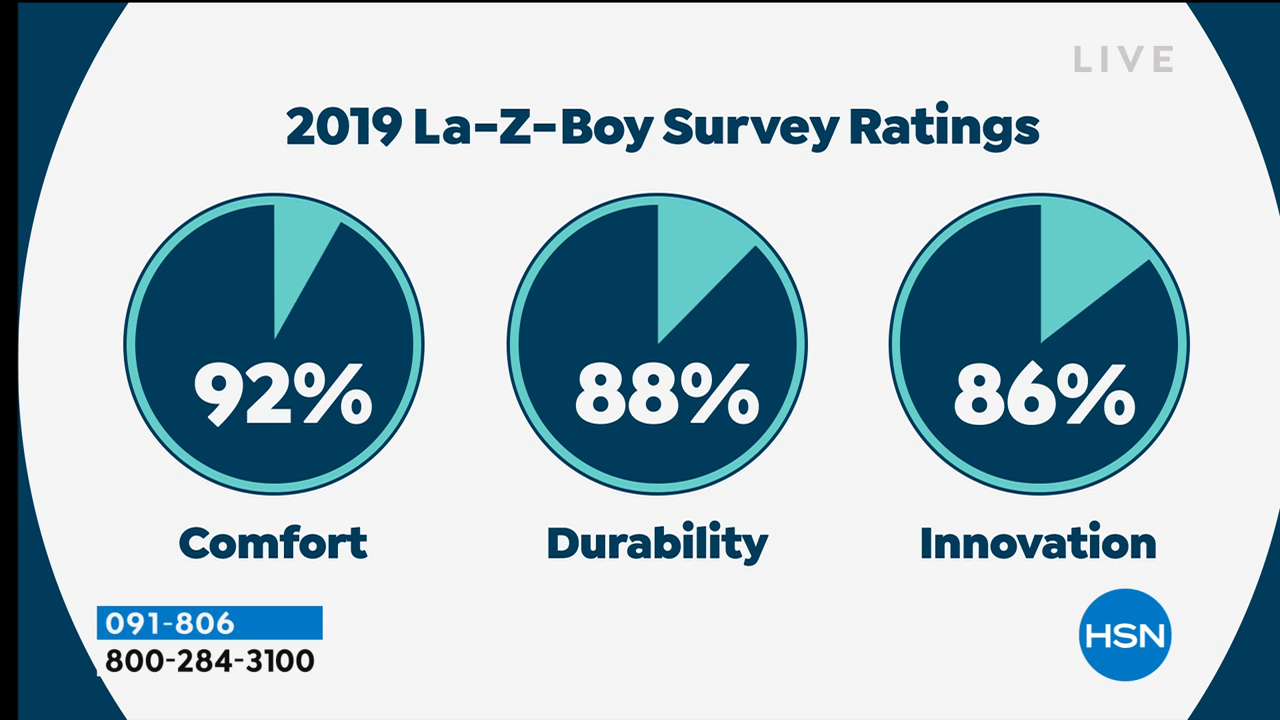 LIVE
2019 La-Z-Boy Survey Ratings
92%
88%
86%
Comfort
Durability
Innovation
091-806
800-284-3100
HSN